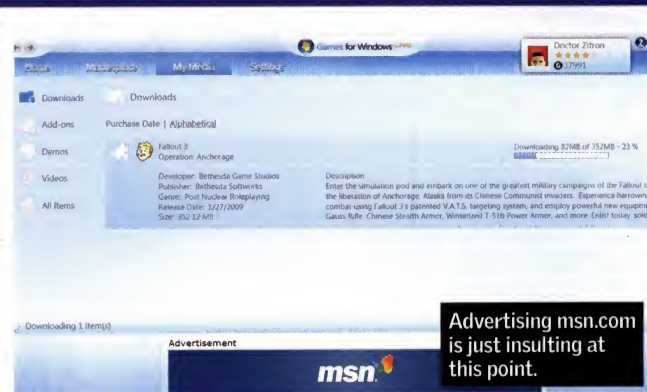 Games for Windows LIVE
Doctor Zitron
G 37991
2
Home Marketplace My Media Settings
Downloads
Downloads
Add-ons
Purchase Date | Alphabetical
Demos
Fallout 3
Operation: Anchorage
Downloading 82MB of 352MB - 23 %
Videos
All Items
Developer: Bethesda Game Studios
Publisher: Bethesda Softworks
Genre: Post Nuclear Roleplaying
Release Date: 1/27/2009
Size: 352.12 MB
Description
Enter the simulation pod and embark on one of the greatest military campaigns of the Fallout
the liberation of Anchorage, Alaska from its Chinese Communist invaders. Experience harrowin
combat using Fallout 3's patented V.A.T.S. targeting system, and employ powerful new equipme
Gauss Rifle, Chinese Stealth Armor, Winterized T-51b Power Armor, and more. Enlist today sold
Downloading 1 item(s)
Advertisement
msn
Advertising msn.com
is just insulting at
this point.